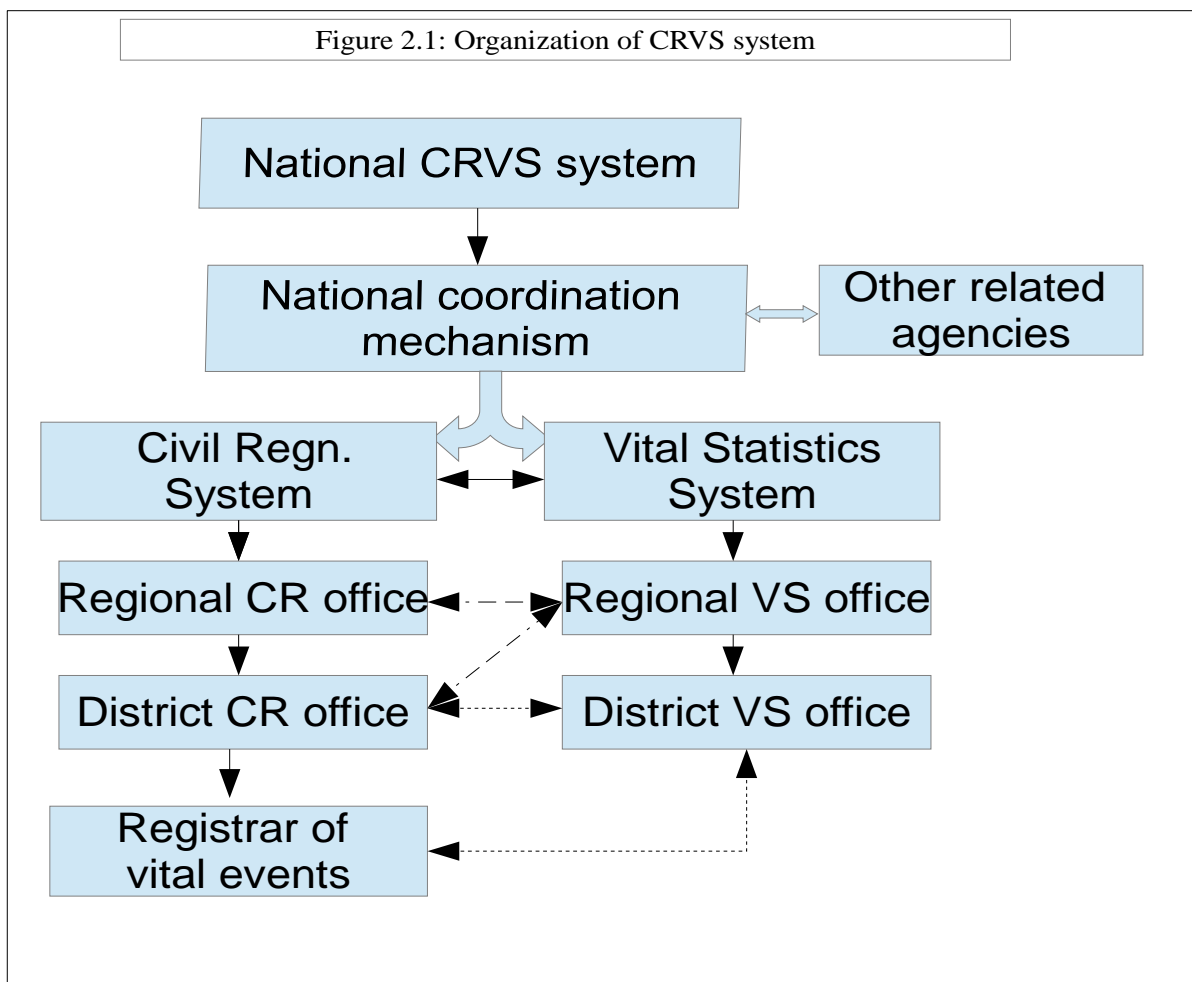 Figure 2.1: Organization of CRVS system
National CRVS system
National coordination
mechanism
Other related
agencies
Civil Regn.
System
Vital Statistics
System
Regional CR office
Regional VS office
District CR office
District VS office
Registrar of
vital events